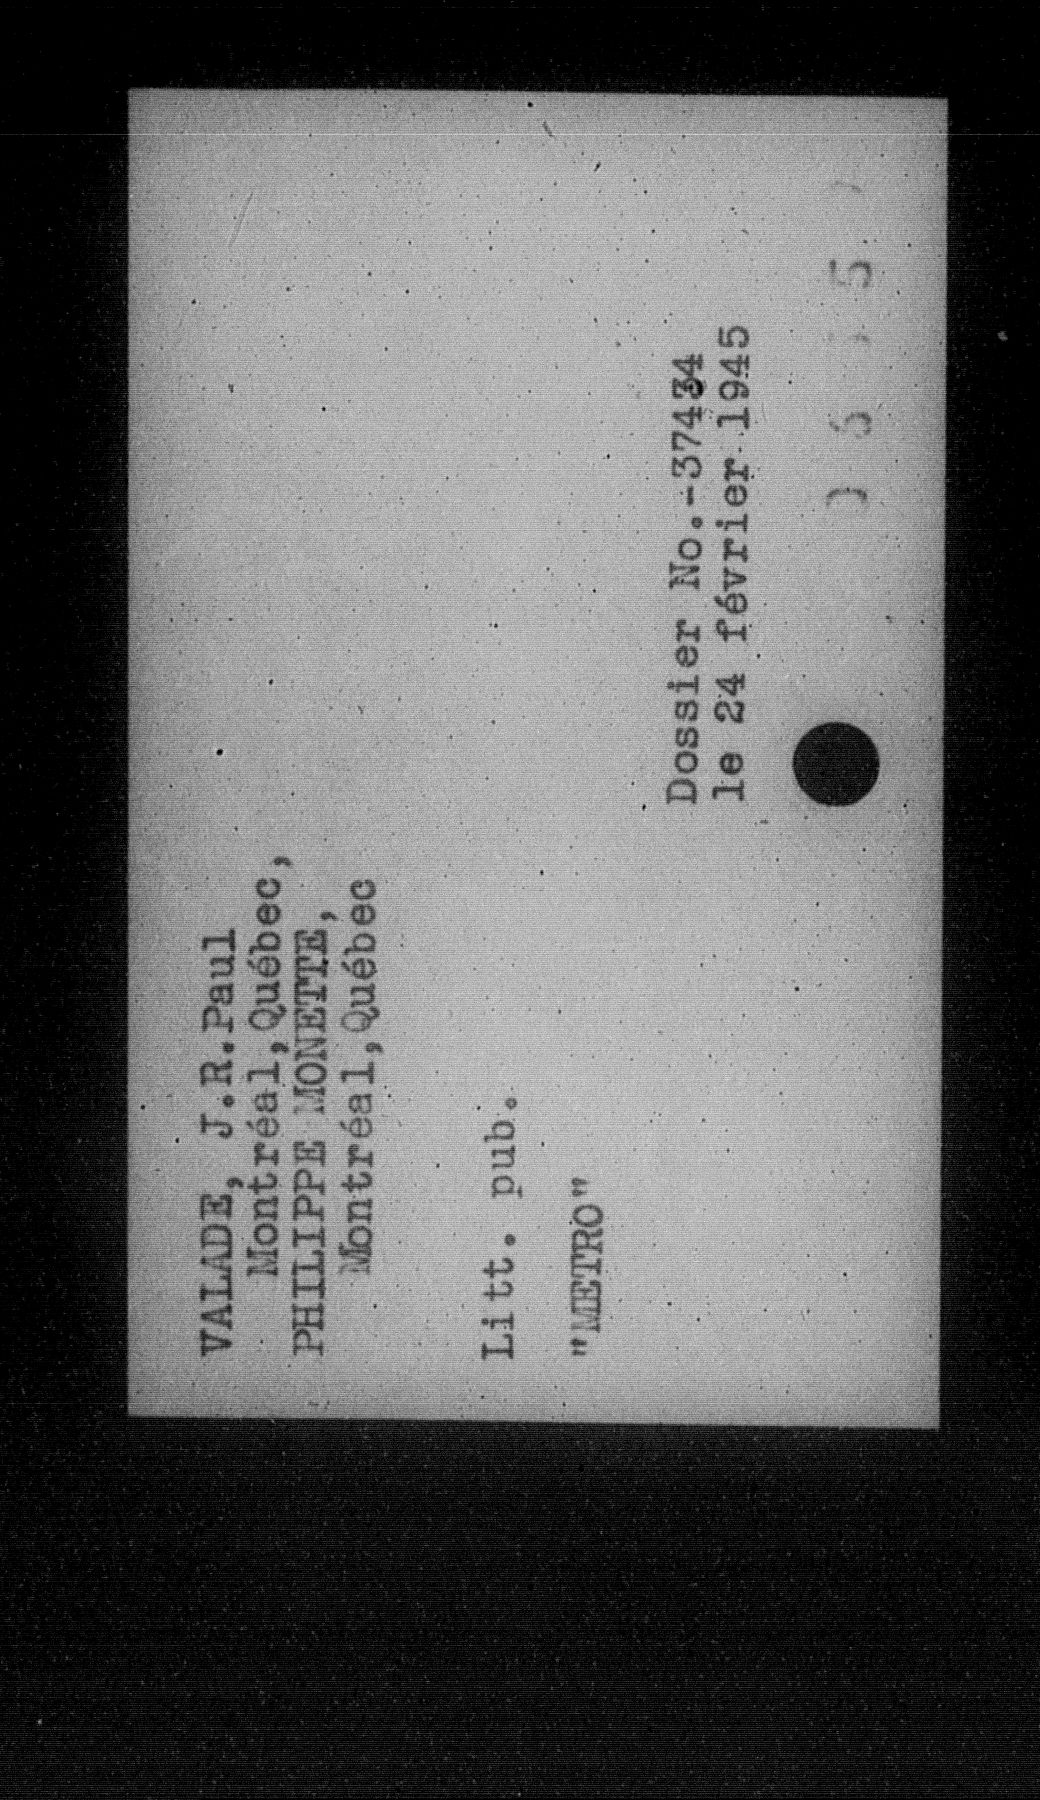 VALADE, J.R.Paul
Montréal,Québec,
PHILIPPE MONETTE,
Montréal,Québec
Litt. pub.
"METRO"
Dossier No.-37434
le 24 février 1945